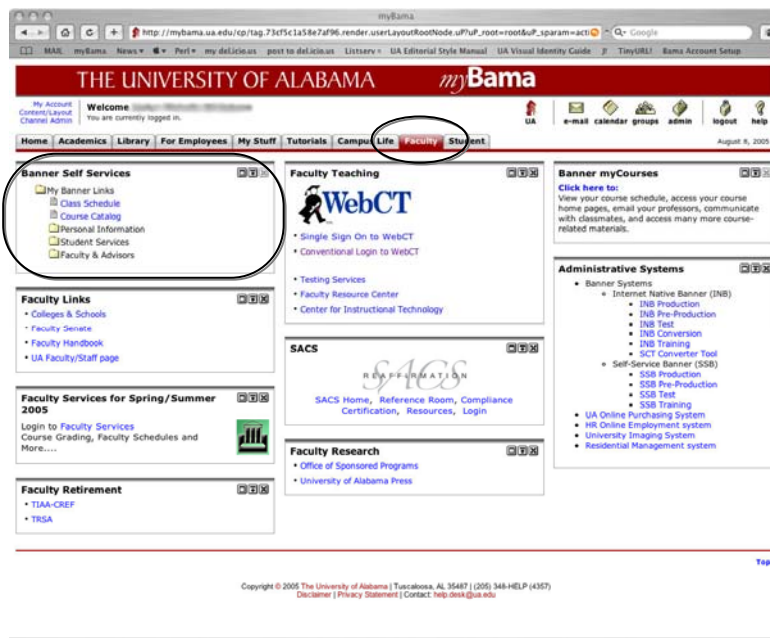 myBama
http://mybama.ua.edu/cp/tag.73cf5c1a58e7af96.render.userLayoutRootNode.uP?uP_root=root&uP_sparam=acti
Google
MAIL myBama News Perl my del.icio.us post to del.icio.us Listserv UA Editorial Style Manual UA Visual Identity Guide JF TinyURL! Bama Account Setup
THE UNIVERSITY OF ALABAMA myBama
My Account
Content/Layout
Channel Admin
Welcome
You are currently logged in.
UA e-mail calendar groups admin logout help
Home Academics Library For Employees My Stuff Tutorials Campus Life Faculty Student
August 8, 2005
Banner Self Services
My Banner Links
Class Schedule
Course Catalog
Personal Information
Student Services
Faculty & Advisors
Faculty Links
• Colleges & Schools
• Faculty Senate
• Faculty Handbook
• UA Faculty/Staff page
Faculty Services for Spring/Summer
2005
Login to Faculty Services
Course Grading, Faculty Schedules and
More....
Faculty Retirement
• TIAA-CREF
• TRSA
Faculty Teaching
WebCT
• Single Sign On to WebCT
• Conventional Login to WebCT
• Testing Services
• Faculty Resource Center
• Center for Instructional Technology
SACS
SACS
REAFFIRMATION
SACS Home, Reference Room, Compliance
Certification, Resources, Login
Faculty Research
• Office of Sponsored Programs
• University of Alabama Press
Banner myCourses
Click here to:
View your course schedule, access your course
home pages, email your professors, communicate
with classmates, and access many more course-
related materials.
Administrative Systems
• Banner Systems
Internet Native Banner (INB)
INB Production
INB Pre-Production
INB Test
INB Conversion
INB Training
SCT Converter Tool
Self-Service Banner (SSB)
SSB Production
SSB Pre-Production
SSB Test
SSB Training
• UA Online Purchasing System
• HR Online Employment system
• University Imaging System
• Residential Management system
Top
Copyright © 2005 The University of Alabama | Tuscaloosa, AL 35487 | (205) 348-HELP (4357)
Disclaimer | Privacy Statement | Contact: help.desk@ua.edu